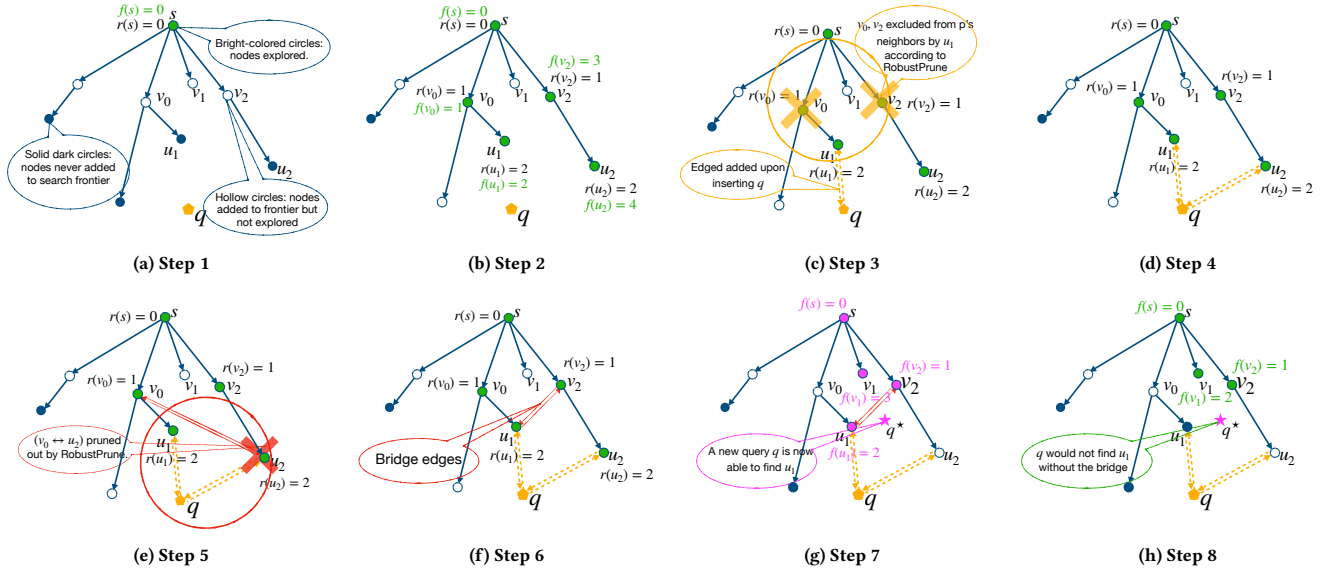 f(s) = 0
r(s) = 0
s
Bright-colored circles:
nodes explored.
v₀
v₁
v₂
u₁
u₂
Solid dark circles:
nodes never added
to search frontier
Hollow circles: nodes
added to frontier but
not explored
q
(a) Step 1
f(s) = 0
r(s) = 0
s
f(v₂) = 3
r(v₂) = 1
r(v₀) = 1
f(v₀) = 1
v₀
v₁
v₂
u₁
r(u₁) = 2
f(u₁) = 2
u₂
r(u₂) = 2
f(u₂) = 4
q
(b) Step 2
r(s) = 0
s
v₀, v₂ excluded from p's
neighbors by u₁
according to
RobustPrune
r(v₀) = 1
v₀
v₁
v₂
r(v₂) = 1
u₁
r(u₁) = 2
u₂
r(u₂) = 2
Edged added upon
inserting q
q
(c) Step 3
r(s) = 0
s
r(v₂) = 1
r(v₀) = 1
v₀
v₁
v₂
u₁
r(u₁) = 2
u₂
r(u₂) = 2
q
(d) Step 4
r(s) = 0
s
r(v₂) = 1
r(v₀) = 1
v₀
v₁
v₂
(v₀ ↔ u₂) pruned
out by RobustPrune.
u₁
r(u₁) = 2
u₂
r(u₂) = 2
q
(e) Step 5
r(s) = 0
s
r(v₂) = 1
r(v₀) = 1
v₀
v₁
v₂
Bridge edges
u₁
r(u₁) = 2
u₂
r(u₂) = 2
q
(f) Step 6
f(s) = 0
s
f(v₂) = 1
v₀
v₁
v₂
f(v₁) = 3
u₁
q⋆
A new query q is now
able to find u₁
f(u₁) = 2
u₂
q
(g) Step 7
f(s) = 0
s
f(v₂) = 1
v₀
v₁
v₂
f(v₁) = 2
u₁
q⋆
q would not find u₁
without the bridge
u₂
q
(h) Step 8